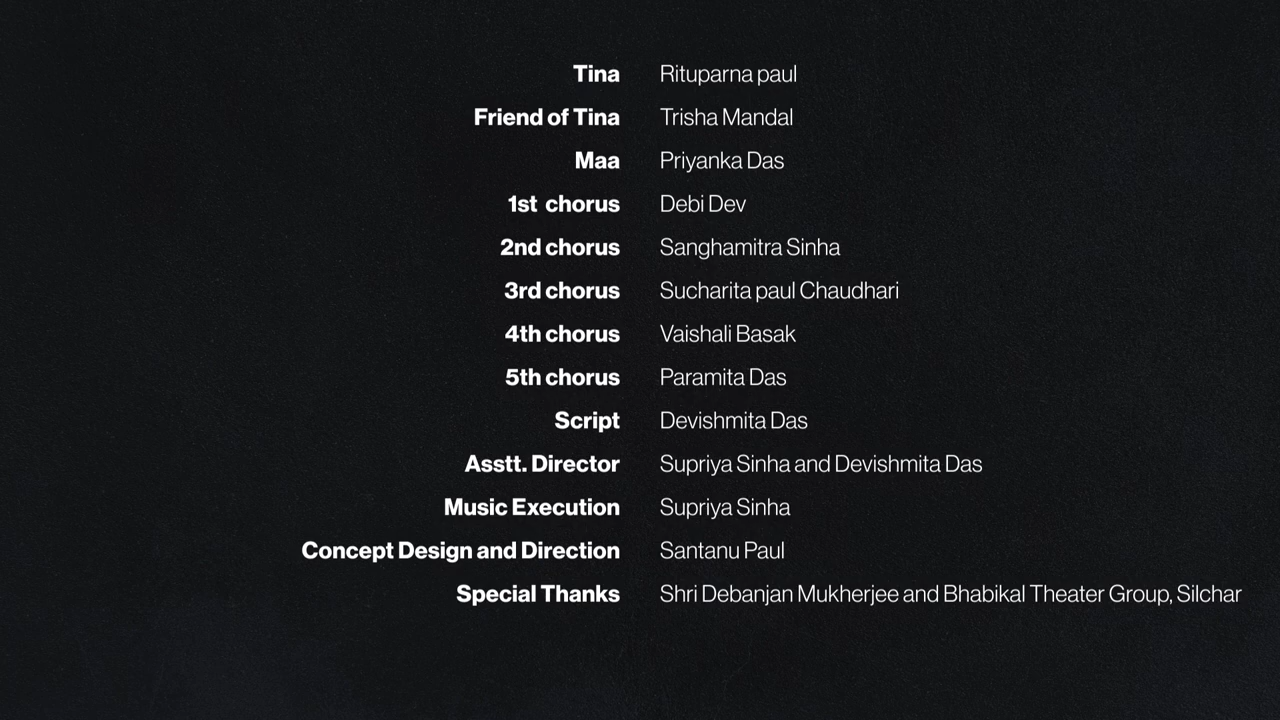 Tina Rituparna paul
Friend of Tina Trisha Mandal
Maa Priyanka Das
1st chorus Debi Dev
2nd chorus Sanghamitra Sinha
3rd chorus Sucharita paul Chaudhari
4th chorus Vaishali Basak
5th chorus Paramita Das
Script Devishmita Das
Asstt. Director Supriya Sinha and Devishmita Das
Music Execution Supriya Sinha
Concept Design and Direction Santanu Paul
Special Thanks Shri Debanjan Mukherjee and Bhabikal Theater Group, Silchar